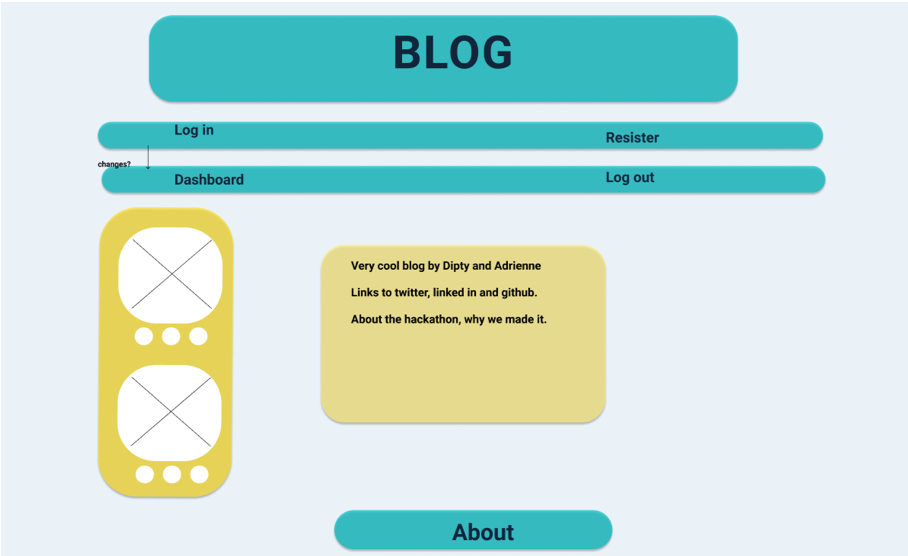 BLOG
Log in
Resister
changes?
Dashboard
Log out
Very cool blog by Dipty and Adrienne
Links to twitter, linked in and github.
About the hackathon, why we made it.
About